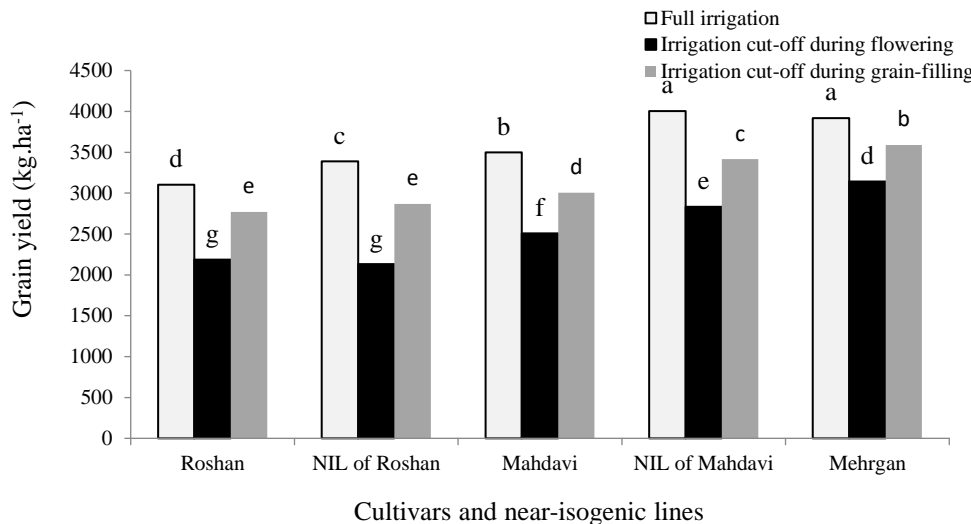 Full irrigation
Irrigation cut-off during flowering
Irrigation cut-off during grain-filling
Grain yield (kg.ha⁻¹)
4500
4000
3500
3000
2500
2000
1500
1000
500
0
d g e
c g e
b f d
a e c
a d b
Roshan NIL of Roshan Mahdavi NIL of Mahdavi Mehrgan
Cultivars and near-isogenic lines